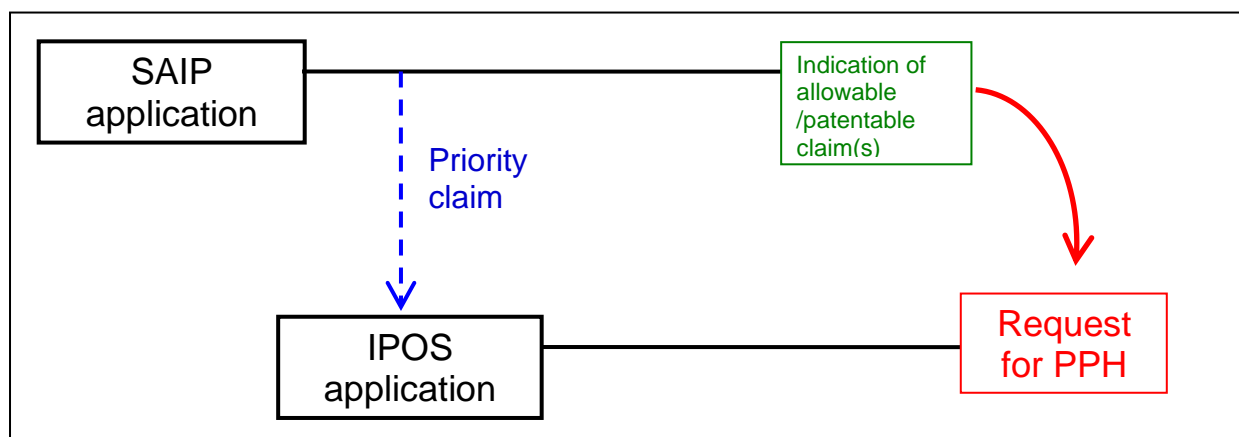 SAIP
application
Indication of
allowable
/patentable
claim(s)
Priority
claim
IPOS
application
Request
for PPH